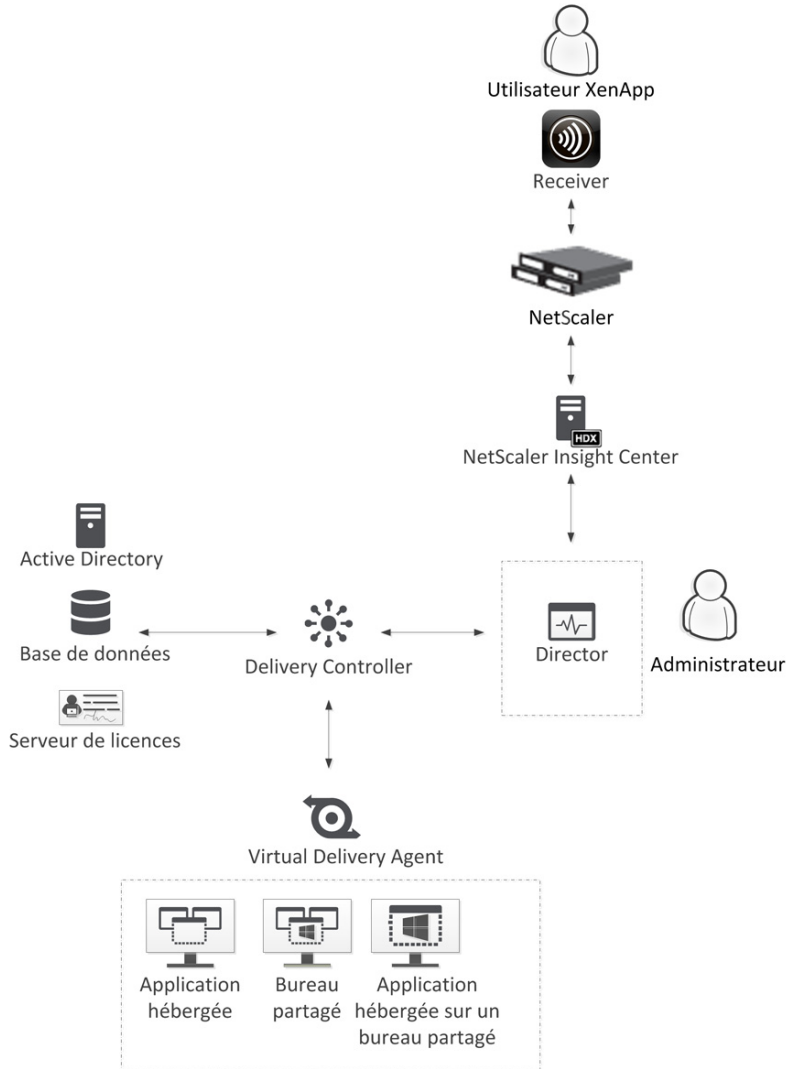 Utilisateur XenApp
Receiver
NetScaler
HDX
NetScaler Insight Center
Active Directory
Base de données
Serveur de licences
Delivery Controller
Director
Administrateur
Virtual Delivery Agent
Application
hébergée
Bureau
partagé
Application
hébergée sur un
bureau partagé